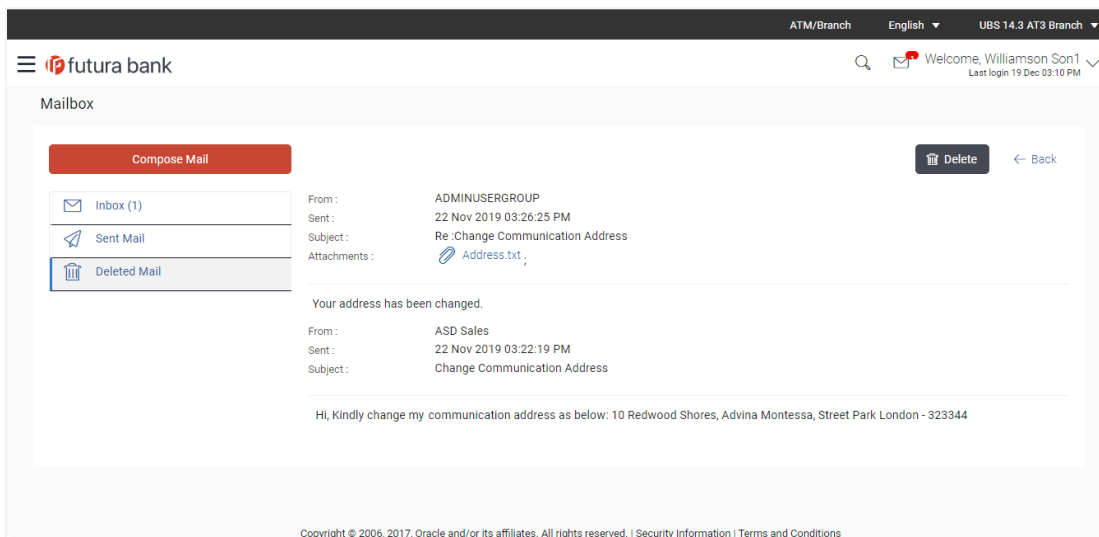 ATM/Branch English UBS 14.3 AT3 Branch
futura bank
Welcome, Williamson Son1
Last login 19 Dec 03:10 PM
Mailbox
Compose Mail
Delete
Back
Inbox (1)
Sent Mail
Deleted Mail
From : ADMINUSERGROUP
Sent : 22 Nov 2019 03:26:25 PM
Subject : Re :Change Communication Address
Attachments : Address.txt ;
Your address has been changed.
From : ASD Sales
Sent : 22 Nov 2019 03:22:19 PM
Subject : Change Communication Address
Hi, Kindly change my communication address as below: 10 Redwood Shores, Advina Montessa, Street Park London - 323344
Copyright © 2006, 2017, Oracle and/or its affiliates. All rights reserved. | Security Information | Terms and Conditions